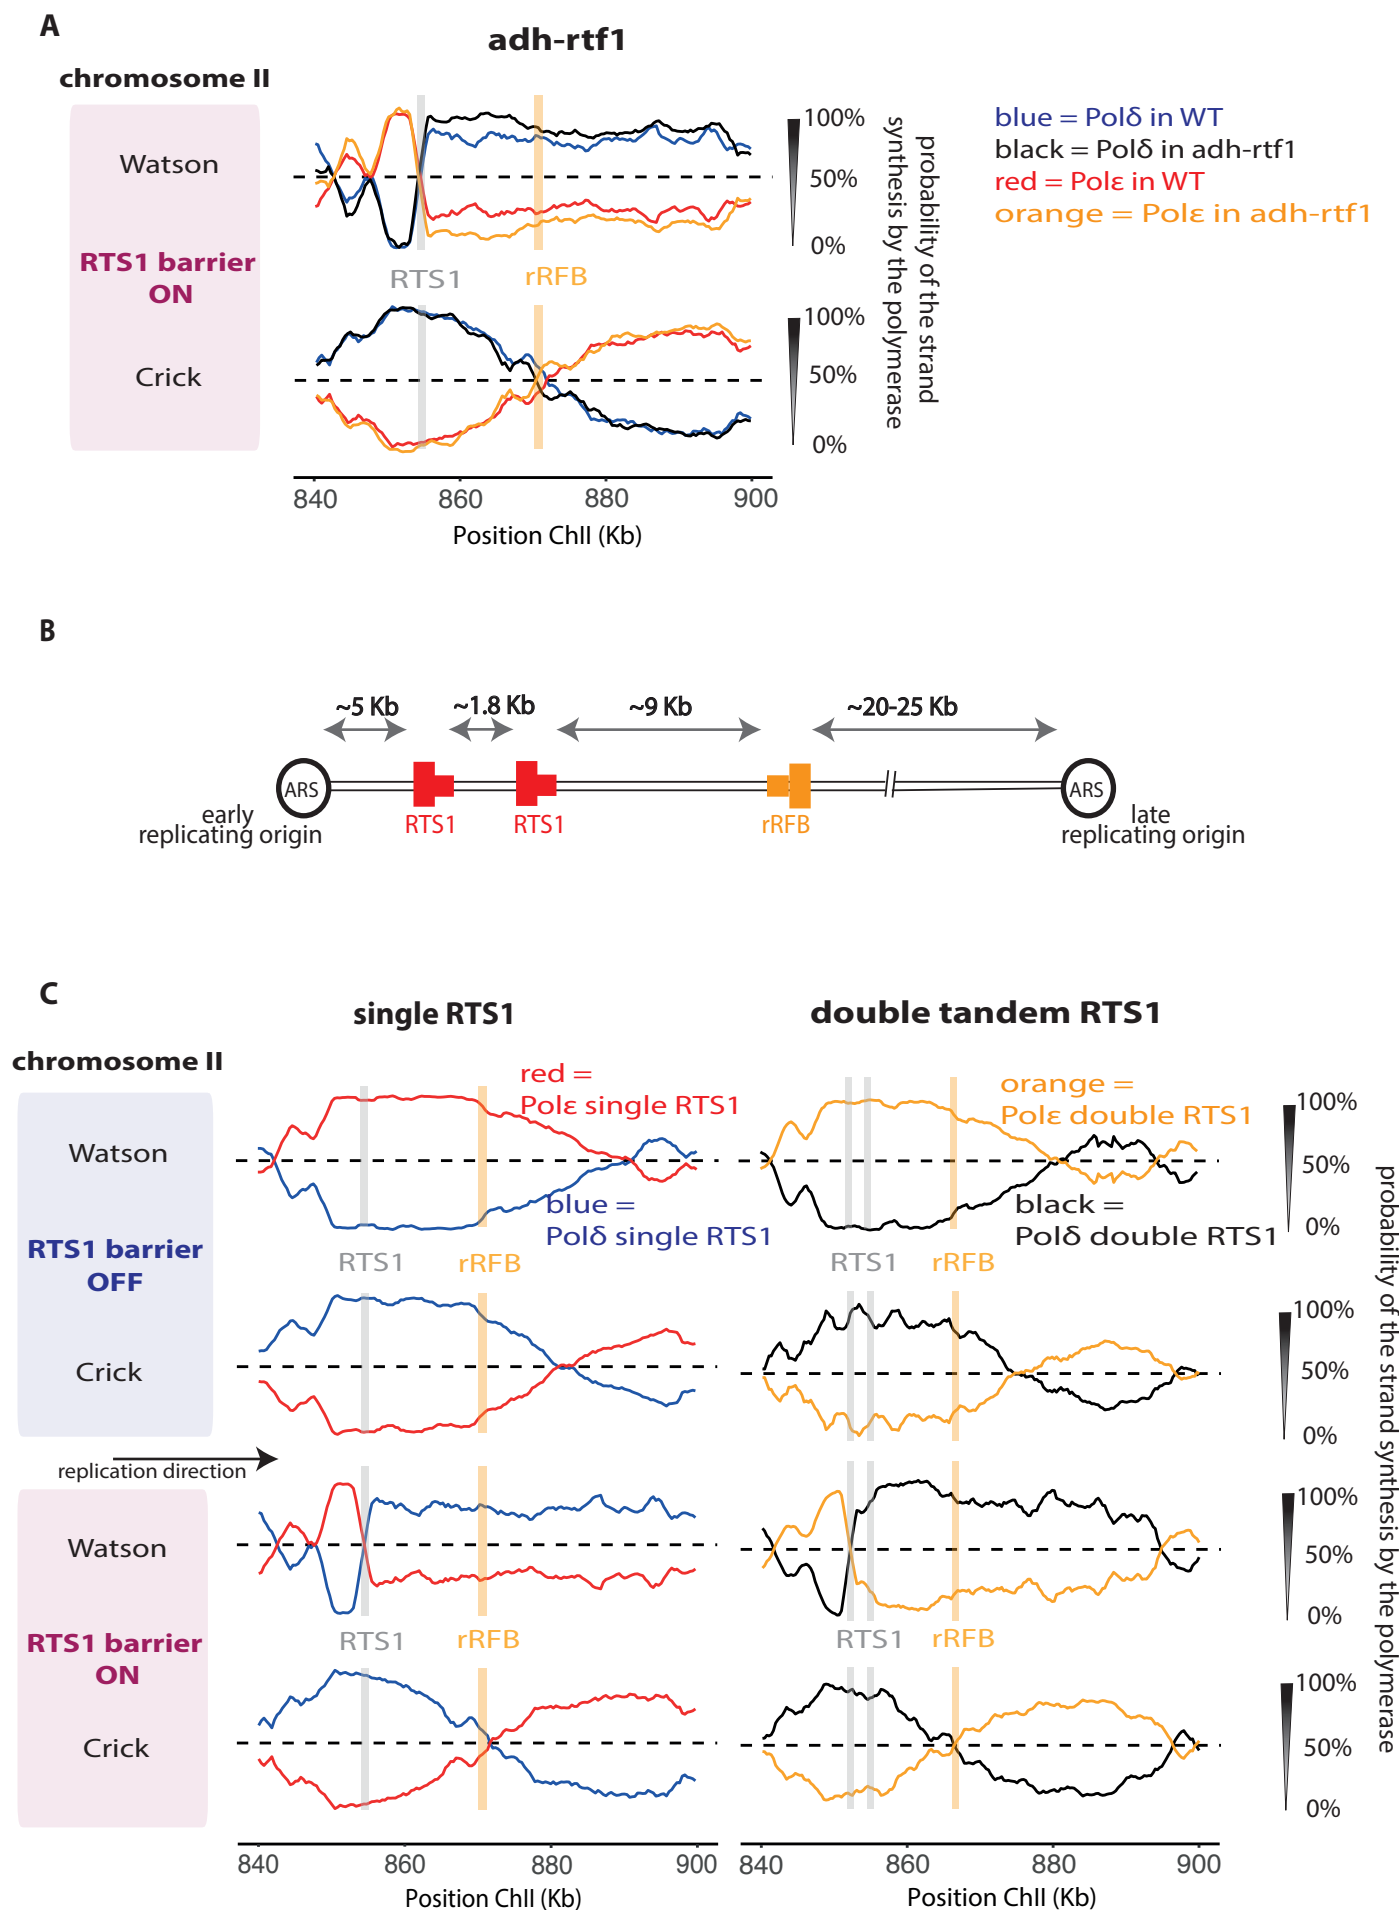 A
adh-rtf1
chromosome II
Watson
RTS1 barrier
ON
Crick
RTS1
rRFB
100%
50%
0%
100%
50%
0%
probability of the strand
synthesis by the polymerase
blue = Polδ in WT
black = Polδ in adh-rtf1
red = Polε in WT
orange = Polε in adh-rtf1
840
860
880
900
Position ChII (Kb)
B
~5 Kb
~1.8 Kb
~9 Kb
~20-25 Kb
ARS
ARS
early
replicating origin
RTS1
RTS1
rRFB
late
replicating origin
C
single RTS1
double tandem RTS1
chromosome II
Watson
RTS1 barrier
OFF
Crick
red =
Polε single RTS1
blue =
Polδ single RTS1
RTS1
rRFB
orange =
Polε double RTS1
black =
Polδ double RTS1
RTS1
rRFB
100%
50%
0%
100%
50%
0%
replication direction
Watson
RTS1 barrier
ON
Crick
RTS1
rRFB
RTS1
rRFB
100%
50%
0%
100%
50%
0%
probability of the strand synthesis by the polymerase
840
860
880
900
Position ChII (Kb)
840
860
880
900
Position ChII (Kb)